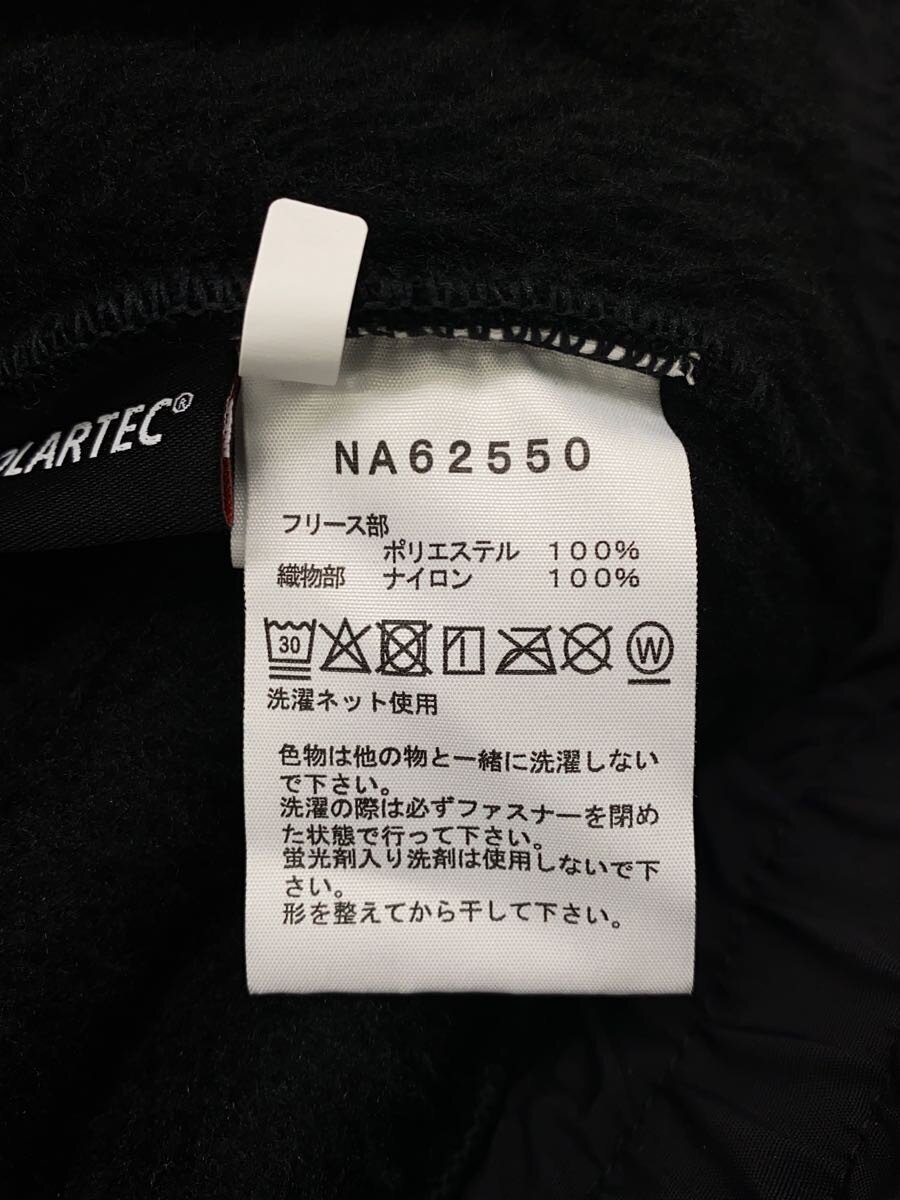 OLARTEC®
NA62550
フリース部
ポリエステル 100%
織物部 ナイロン 100%
30
W
洗濯ネット使用
色物は他の物と一緒に洗濯しない
で下さい。
洗濯の際は必ずファスナーを閉め
た状態で行って下さい。
蛍光剤入り洗剤は使用しないで下
さい。
形を整えてから干して下さい。